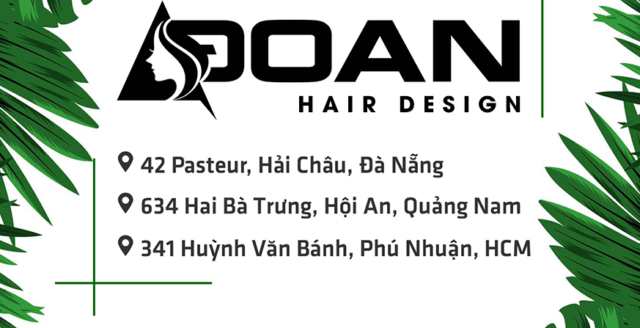 ĐOAN
HAIR DESIGN
42 Pasteur, Hải Châu, Đà Nẵng
634 Hai Bà Trưng, Hội An, Quảng Nam
341 Huỳnh Văn Bánh, Phú Nhuận, HCM